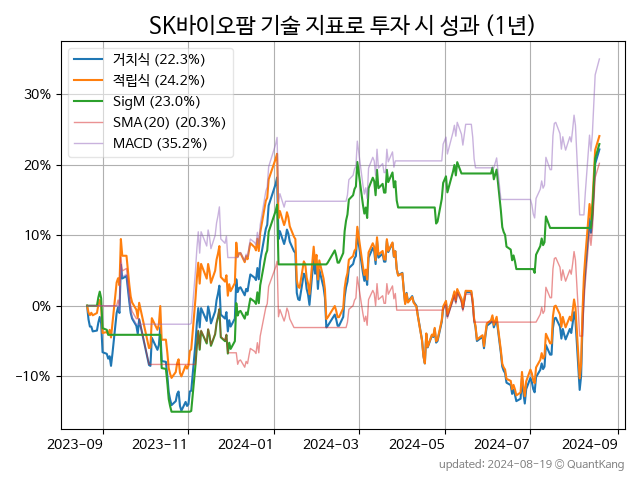 SK바이오팜 기술 지표로 투자 시 성과 (1년)
거치식 (22.3%)
적립식 (24.2%)
SigM (23.0%)
SMA(20) (20.3%)
MACD (35.2%)
30%
20%
10%
0%
−10%
2023-09 2023-11 2024-01 2024-03 2024-05 2024-07 2024-09
updated: 2024-08-19 © QuantKang